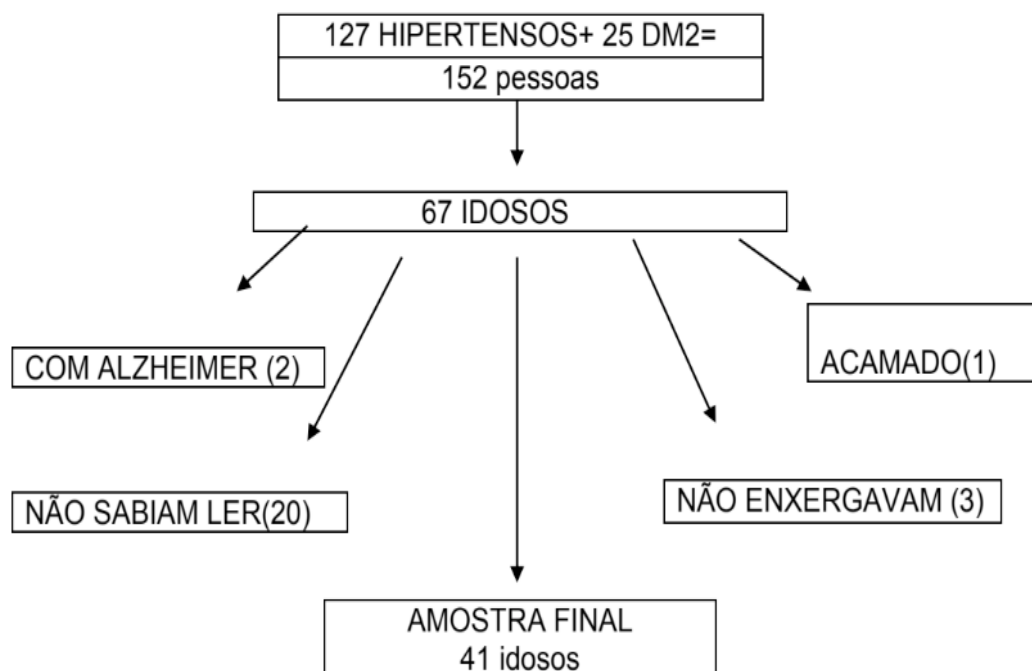 127 HIPERTENSOS+ 25 DM2=
152 pessoas
67 IDOSOS
COM ALZHEIMER (2)
ACAMADO(1)
NÃO SABIAM LER(20)
NÃO ENXERGAVAM (3)
AMOSTRA FINAL
41 idosos